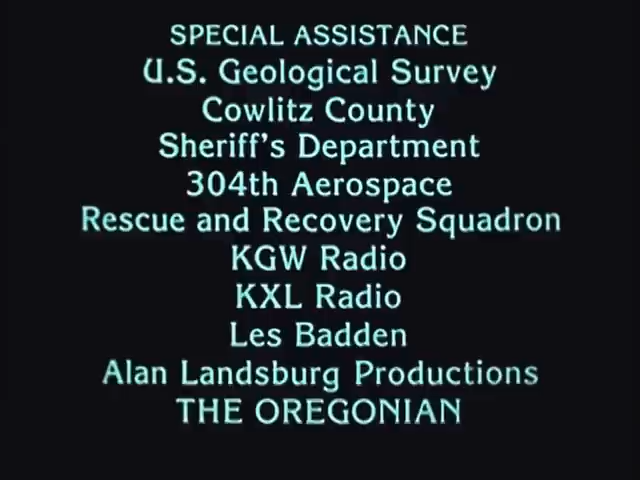 SPECIAL ASSISTANCE
U.S. Geological Survey
Cowlitz County
Sheriff's Department
304th Aerospace
Rescue and Recovery Squadron
KGW Radio
KXL Radio
Les Badden
Alan Landsburg Productions
THE OREGONIAN